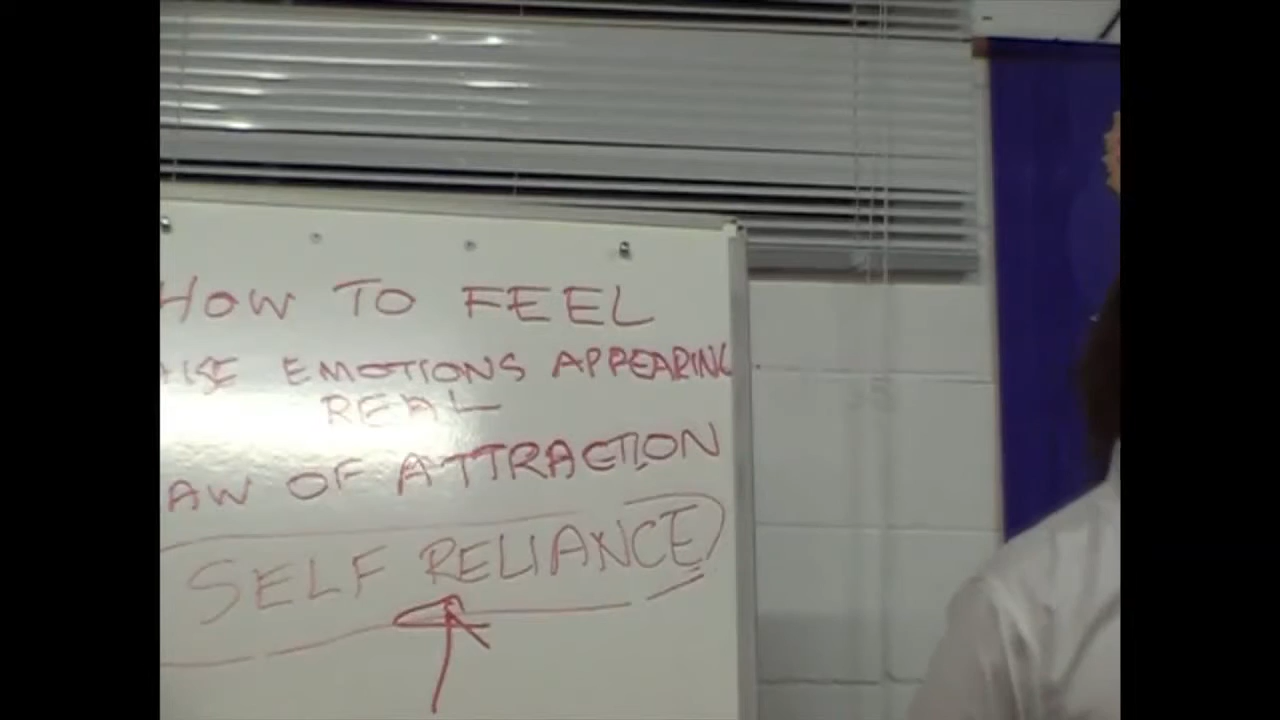 HOW TO FEEL
EMOTIONS APPEARING
REAL
AW OF ATTRACTION
SELF RELIANCE